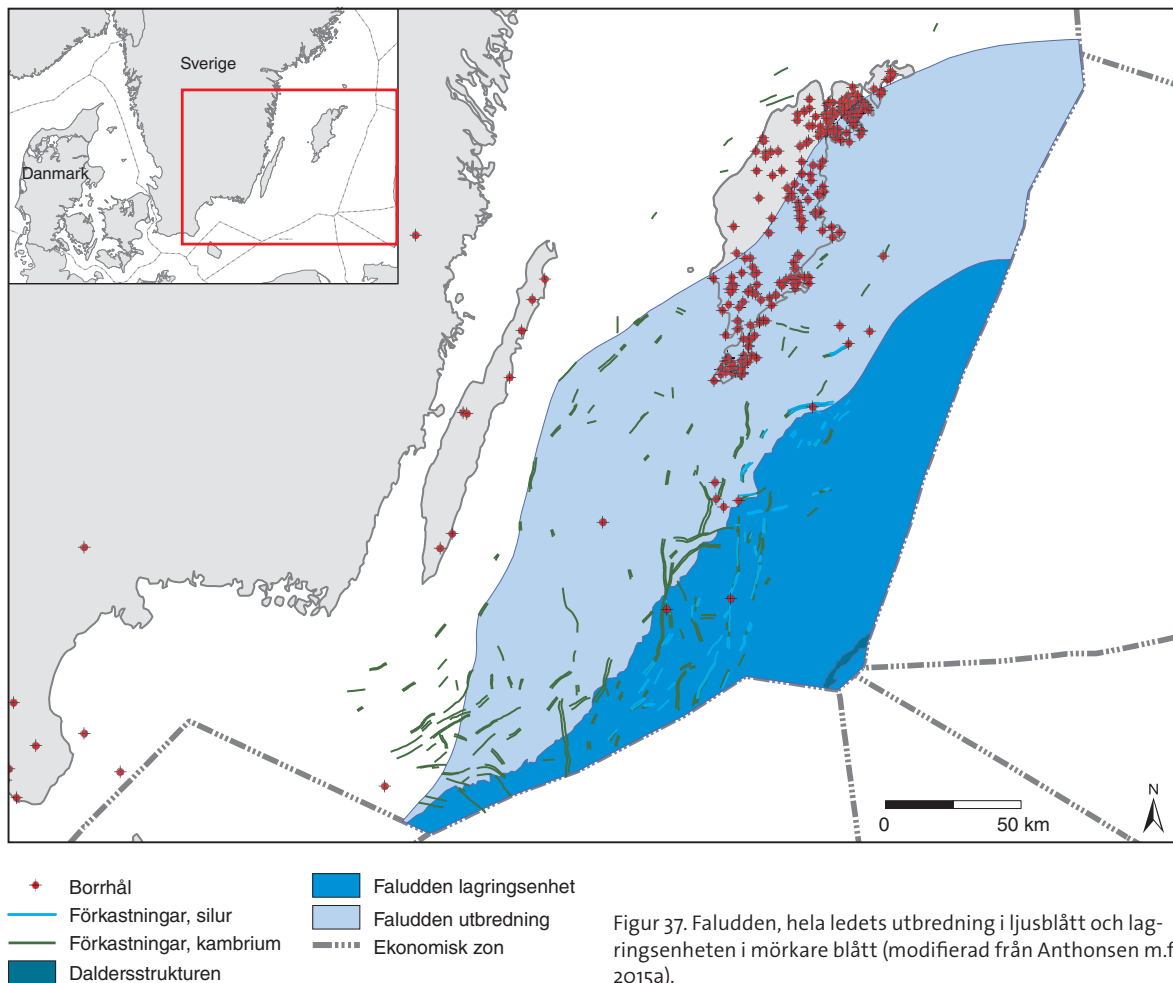 Sverige
Danmark
N
0 50 km
Borrhål
Förkastningar, silur
Förkastningar, kambrium
Daldersstrukturen
Faludden lagringsenhet
Faludden utbredning
Ekonomisk zon
Figur 37. Faludden, hela ledets utbredning i ljusblått och lag-
ringsenheten i mörkare blått (modifierad från Anthonsen m.f
2015a).